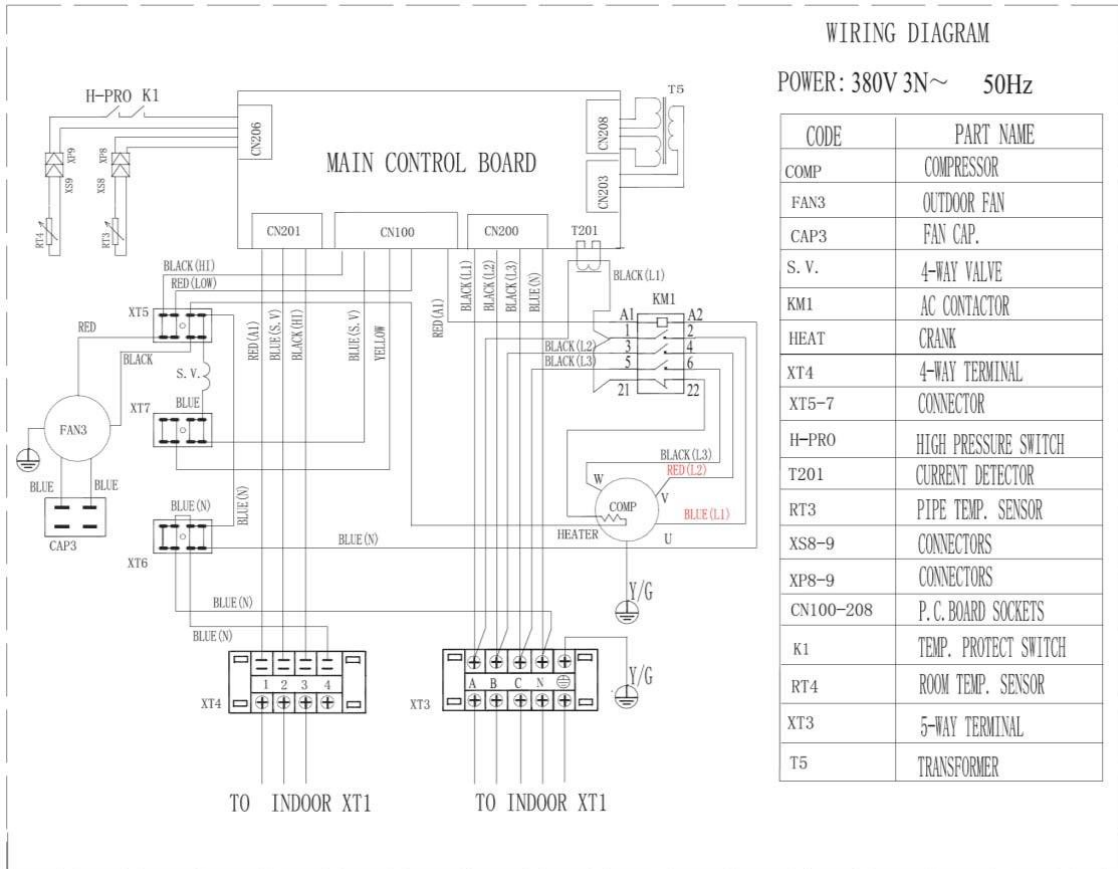 WIRING DIAGRAM
POWER: 380V 3N～ 50Hz
CODE PART NAME
COMP COMPRESSOR
FAN3 OUTDOOR FAN
CAP3 FAN CAP.
S. V. 4-WAY VALVE
KM1 AC CONTACTOR
HEAT CRANK
XT4 4-WAY TERMINAL
XT5-7 CONNECTOR
H-PRO HIGH PRESSURE SWITCH
T201 CURRENT DETECTOR
RT3 PIPE TEMP. SENSOR
XS8-9 CONNECTORS
XP8-9 CONNECTORS
CN100-208 P.C.BOARD SOCKETS
K1 TEMP. PROTECT SWITCH
RT4 ROOM TEMP. SENSOR
XT3 5-WAY TERMINAL
T5 TRANSFORMER
H-PRO K1
T5
CN206
CN208
MAIN CONTROL BOARD
CN203
XP9
XP8
XS9
XS8
RT4
RT3
CN201
CN100
CN200
T201
BLACK(HI)
RED(LOW)
XT5
RED
BLACK
S. V.
XT7
BLUE
FAN3
BLUE
BLUE
CAP3
BLUE(N)
BLUE(N)
XT6
RED(A1)
BLUE(S. V)
BLACK(HI)
BLUE(S. V)
YELLOW
RED(A1)
BLACK(L1)
BLACK(L2)
BLACK(L3)
BLUE(N)
BLACK(L1)
KM1
A1 A2
1 2
BLACK(L2) 3 4
BLACK(L3) 5 6
21 22
BLACK(L3)
RED(L2)
W
V
COMP
BLUE(L1)
HEATER
U
BLUE(N)
Y/G
BLUE(N)
BLUE(N)
1 2 3 4
XT4
A B C N
XT3
Y/G
TO INDOOR XT1
TO INDOOR XT1